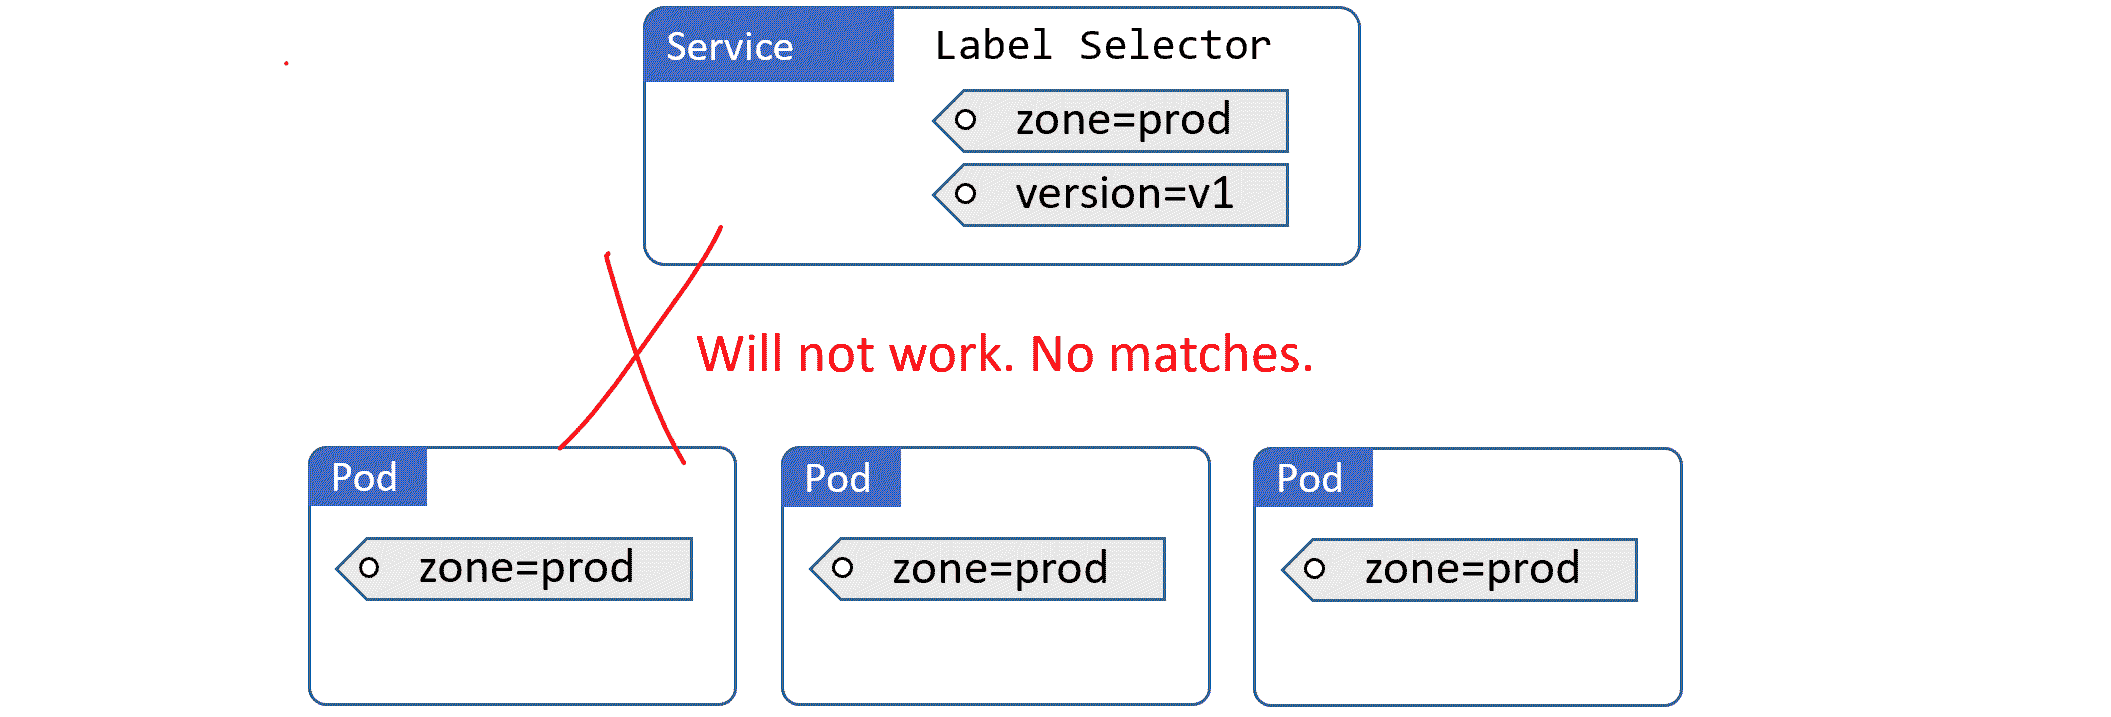 Service
Label Selector
zone=prod
version=v1
Will not work. No matches.
Pod
Pod
Pod
zone=prod
zone=prod
zone=prod